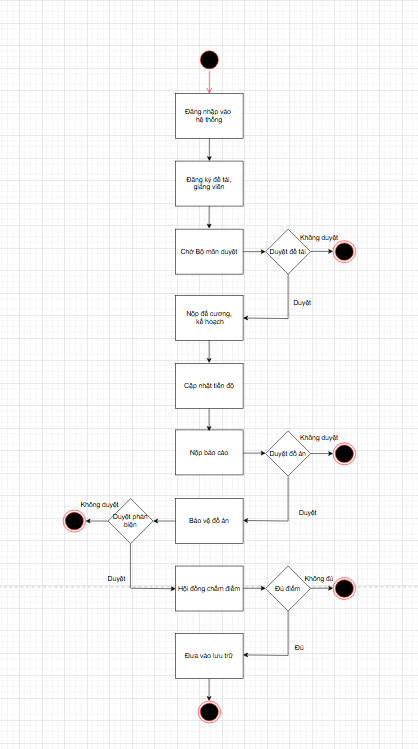 Đăng nhập vào
hệ thống
Đăng ký đề tài,
giảng viên
Không duyệt
Chờ Bộ môn duyệt
Duyệt đề tài
Duyệt
Nộp đề cương,
kế hoạch
Cập nhật tiến độ
Không duyệt
Nộp báo cáo
Duyệt đồ án
Duyệt
Không duyệt
Duyệt phản
biện
Bảo vệ đồ án
Duyệt
Hội đồng chấm điểm
Đủ điểm
Không đủ
Đủ
Đưa vào lưu trữ